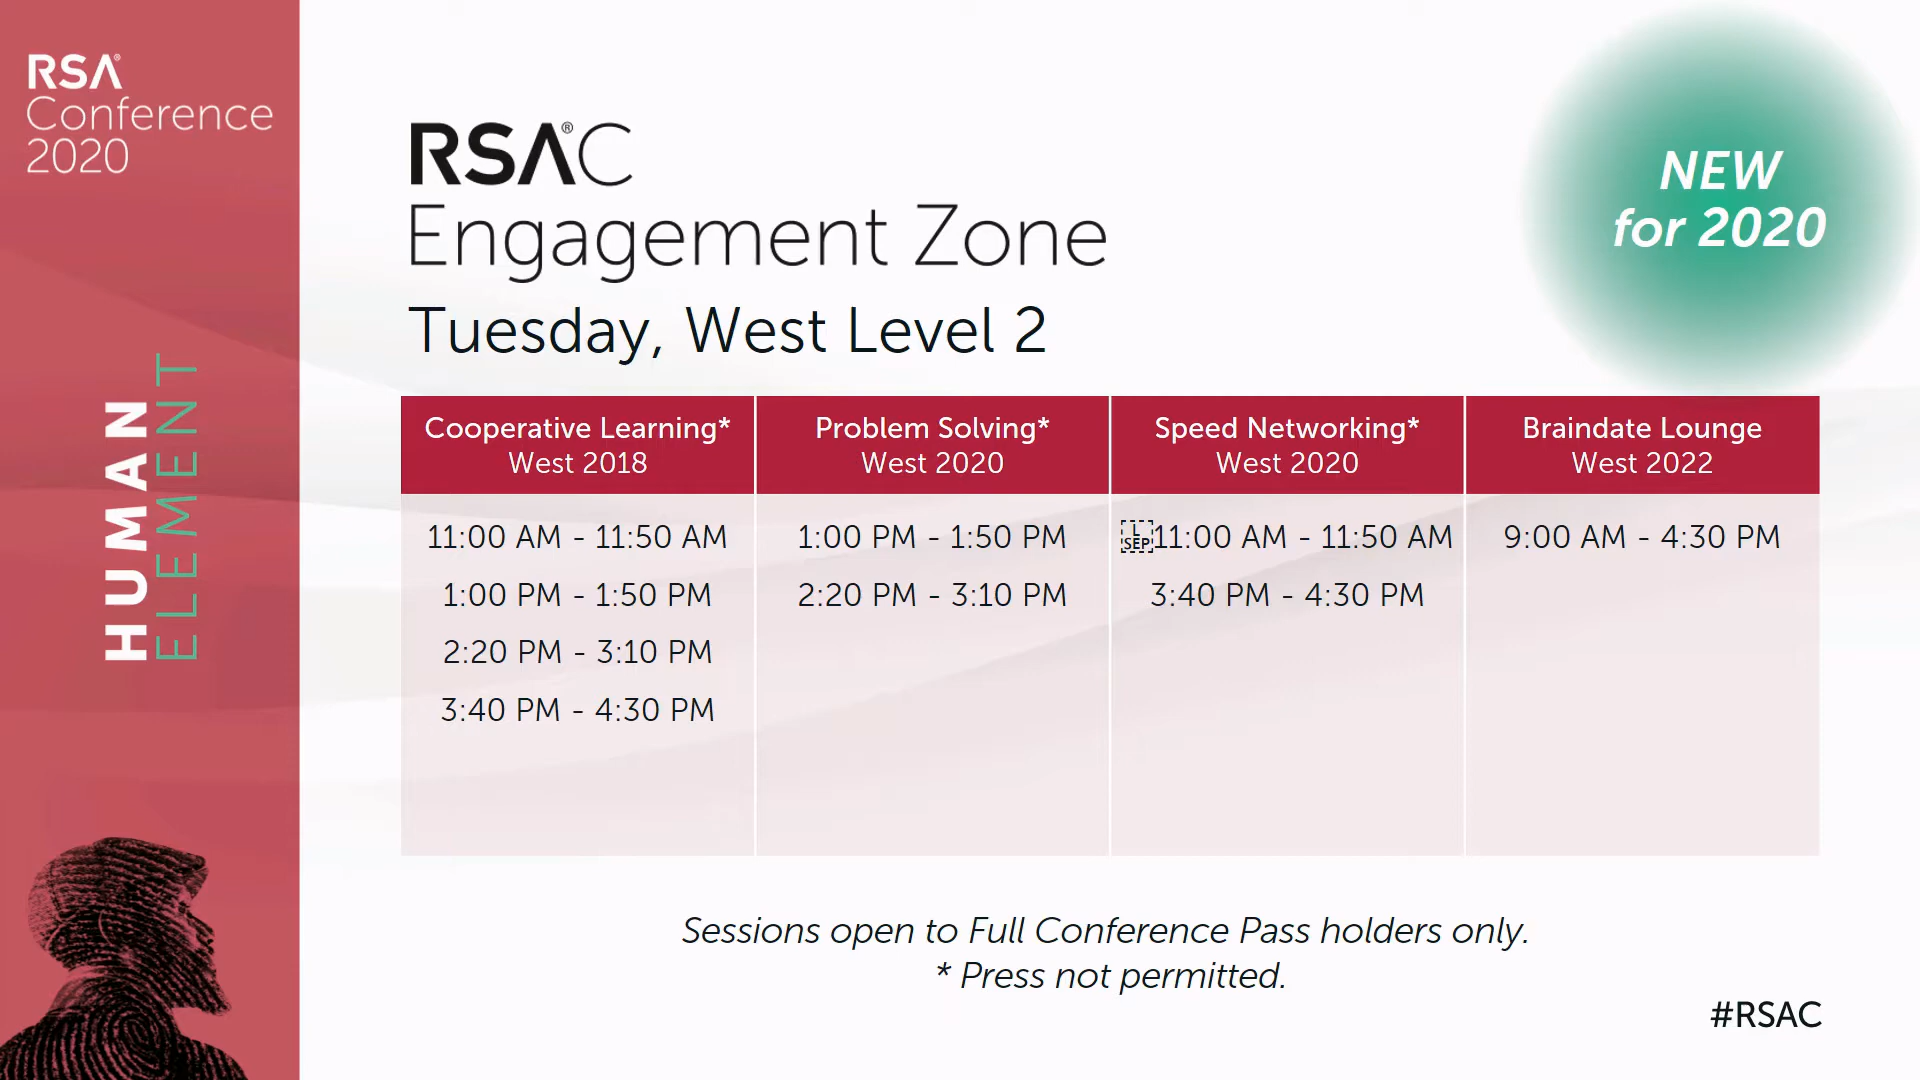 RSA®
Conference
2020
HUMAN
ELEMENT
RSA®C
Engagement Zone
Tuesday, West Level 2
NEW
for 2020
Cooperative Learning*
West 2018
11:00 AM - 11:50 AM
1:00 PM - 1:50 PM
2:20 PM - 3:10 PM
3:40 PM - 4:30 PM
Problem Solving*
West 2020
1:00 PM - 1:50 PM
2:20 PM - 3:10 PM
Speed Networking*
West 2020
L SEP 11:00 AM - 11:50 AM
3:40 PM - 4:30 PM
Braindate Lounge
West 2022
9:00 AM - 4:30 PM
Sessions open to Full Conference Pass holders only.
* Press not permitted.
#RSAC